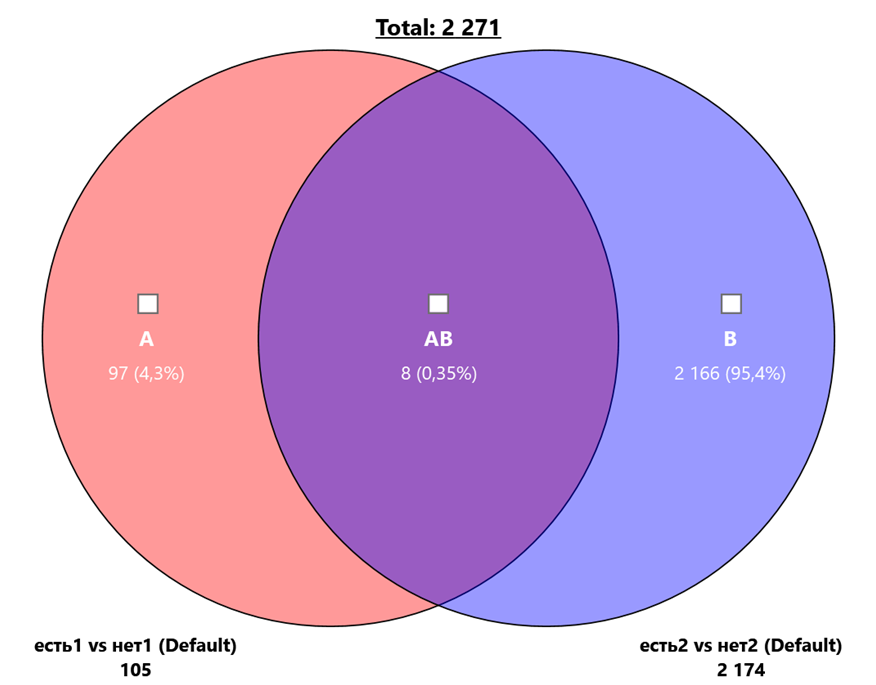 Total: 2 271
A
97 (4,3%)
AB
8 (0,35%)
B
2 166 (95,4%)
есть1 vs нет1 (Default)
105
есть2 vs нет2 (Default)
2 174